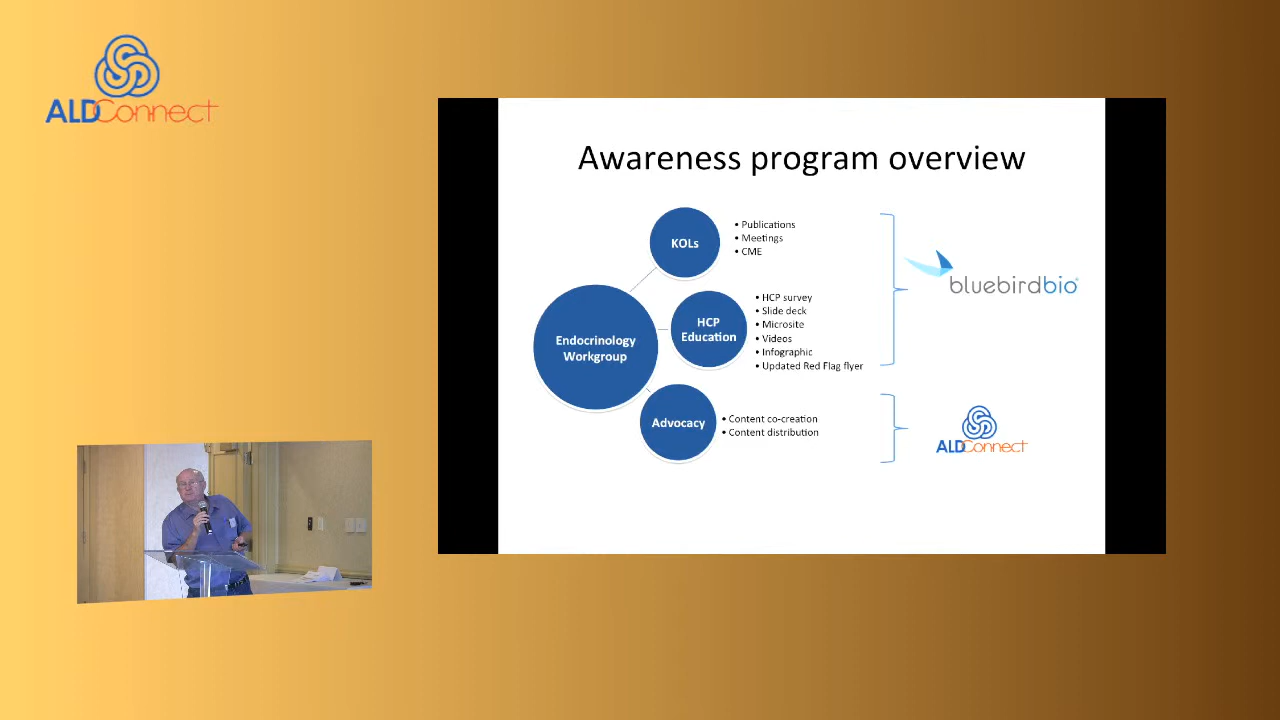 ALDConnect
Awareness program overview
KOLs
• Publications
• Meetings
• CME
Endocrinology
Workgroup
HCP
Education
• HCP survey
• Slide deck
• Microsite
• Videos
• Infographic
• Updated Red Flag flyer
bluebirdbio®
Advocacy
• Content co-creation
• Content distribution
ALDConnect